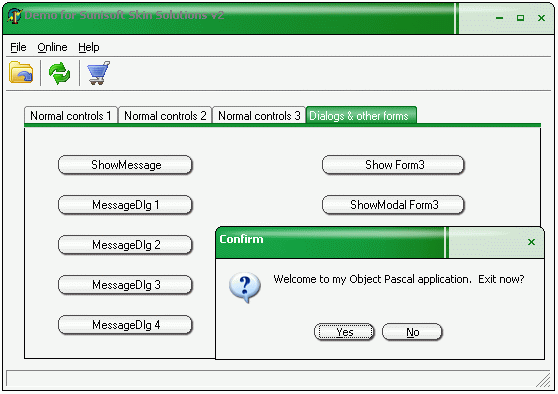 Demo for Sunisoft Skin Solutions v2
File Online Help
Normal controls 1 Normal controls 2 Normal controls 3 Dialogs & other forms
ShowMessage Show Form3
MessageDlg 1 ShowModal Form3
MessageDlg 2
MessageDlg 3
MessageDlg 4
Confirm
Welcome to my Object Pascal application. Exit now?
Yes No